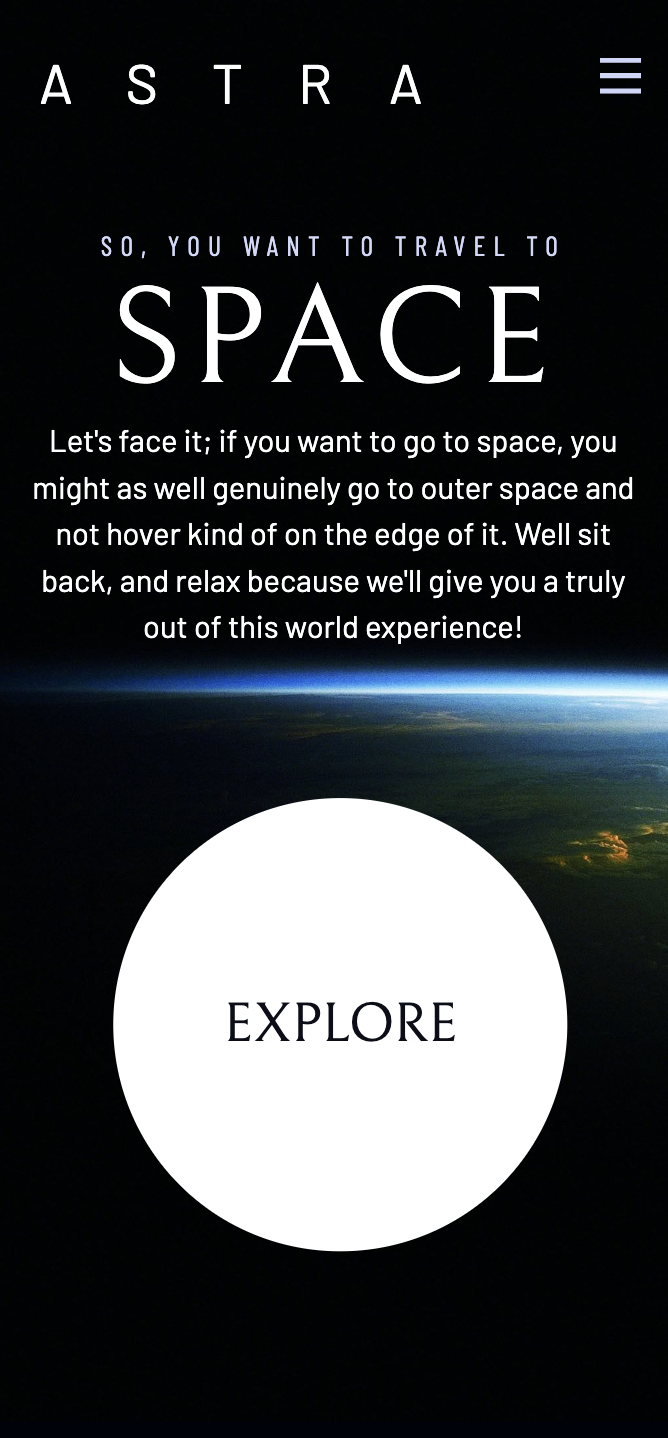 A S T R A
SO, YOU WANT TO TRAVEL TO
SPACE
Let's face it; if you want to go to space, you
might as well genuinely go to outer space and
not hover kind of on the edge of it. Well sit
back, and relax because we'll give you a truly
out of this world experience!
EXPLORE